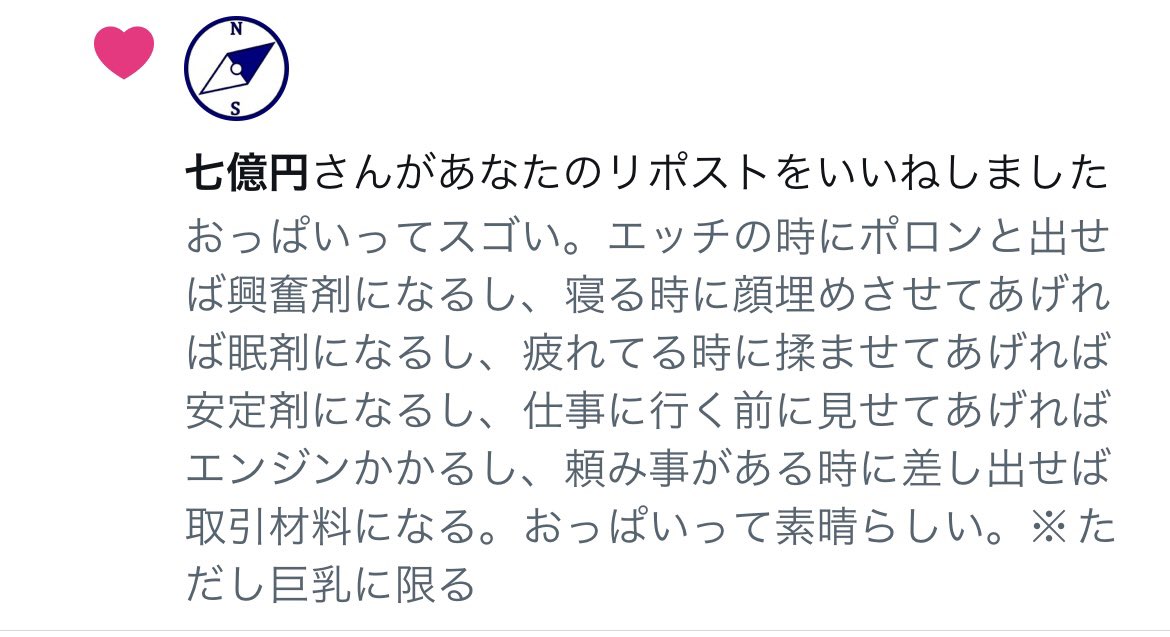 N
S
七億円さんがあなたのリポストをいいねしました
おっぱいってスゴい。エッチの時にポロンと出せ
ば興奮剤になるし、寝る時に顔埋めさせてあげれ
ば眠剤になるし、疲れてる時に揉ませてあげれば
安定剤になるし、仕事に行く前に見せてあげれば
エンジンかかるし、頼み事がある時に差し出せば
取引材料になる。おっぱいって素晴らしい。※ た
だし巨乳に限る